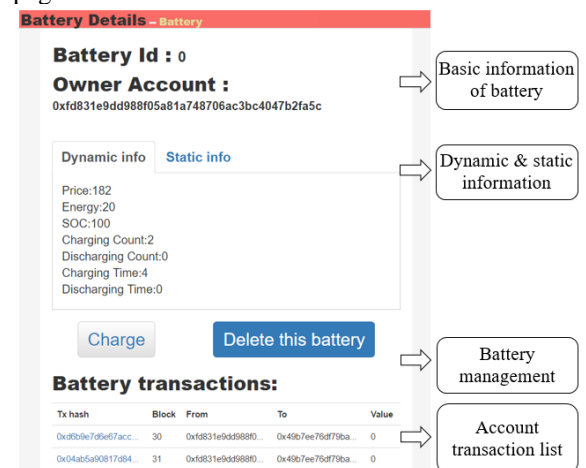 Battery Details – Battery
Battery Id : 0
Owner Account :
0xfd831e9dd988f05a81a748706ac3bc4047b2fa5c
Basic information
of battery
Dynamic info Static info
Dynamic & static
information
Price:182
Energy:20
SOC:100
Charging Count:2
Discharging Count:0
Charging Time:4
Discharging Time:0
Charge Delete this battery
Battery
management
Battery transactions:
Tx hash Block From To Value
0xd6b9e7d6e67acc... 30 0xfd831e9dd988f0... 0x49b7ee76df79ba... 0
0x04ab5a90817d84... 31 0xfd831e9dd988f0... 0x49b7ee76df79ba... 0
Account
transaction list